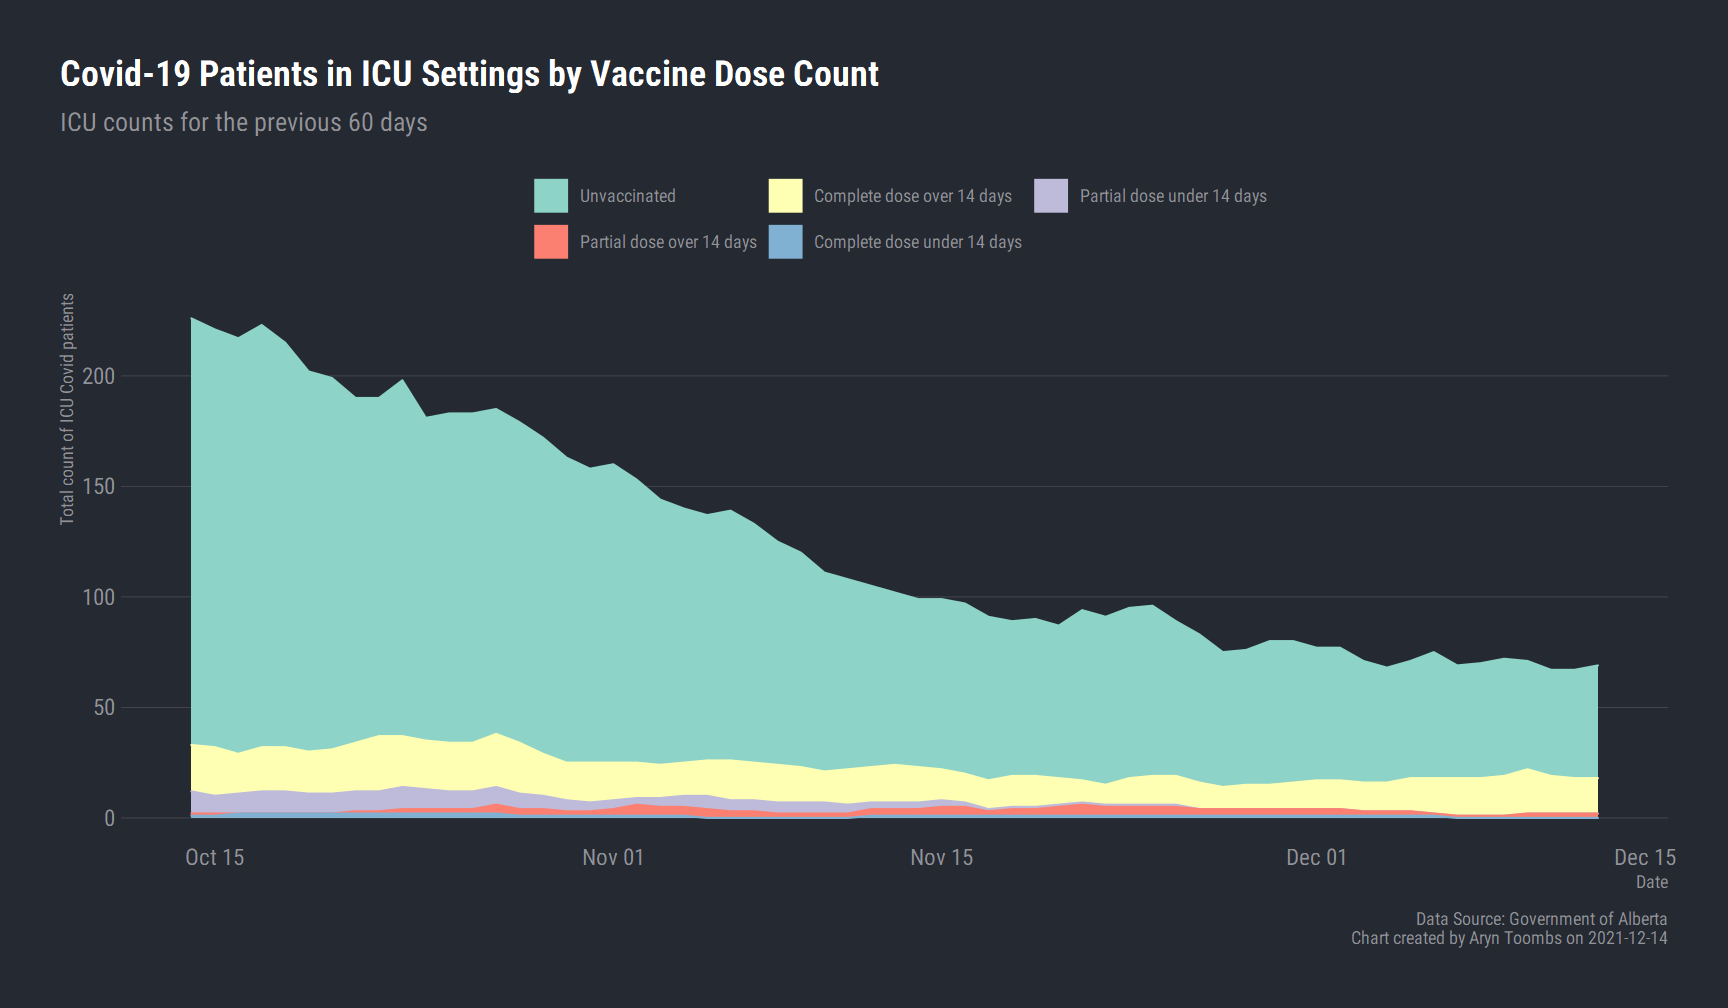 Covid-19 Patients in ICU Settings by Vaccine Dose Count
ICU counts for the previous 60 days
Unvaccinated
Complete dose over 14 days
Partial dose under 14 days
Partial dose over 14 days
Complete dose under 14 days
Total count of ICU Covid patients
200
150
100
50
0
Oct 15
Nov 01
Nov 15
Dec 01
Dec 15
Date
Data Source: Government of Alberta
Chart created by Aryn Toombs on 2021-12-14